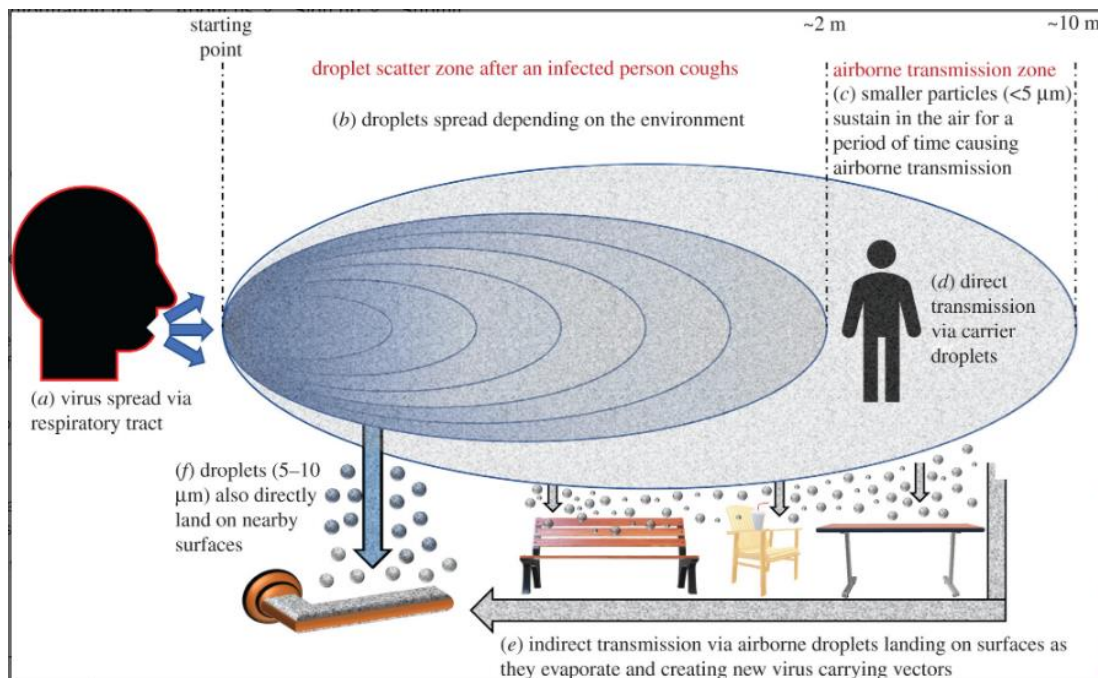 starting
point
~2 m
~10 m
droplet scatter zone after an infected person coughs
airborne transmission zone
(b) droplets spread depending on the environment
(c) smaller particles (<5 μm)
sustain in the air for a
period of time causing
airborne transmission
(d) direct
transmission
via carrier
droplets
(a) virus spread via
respiratory tract
(f) droplets (5–10
μm) also directly
land on nearby
surfaces
(e) indirect transmission via airborne droplets landing on surfaces as
they evaporate and creating new virus carrying vectors